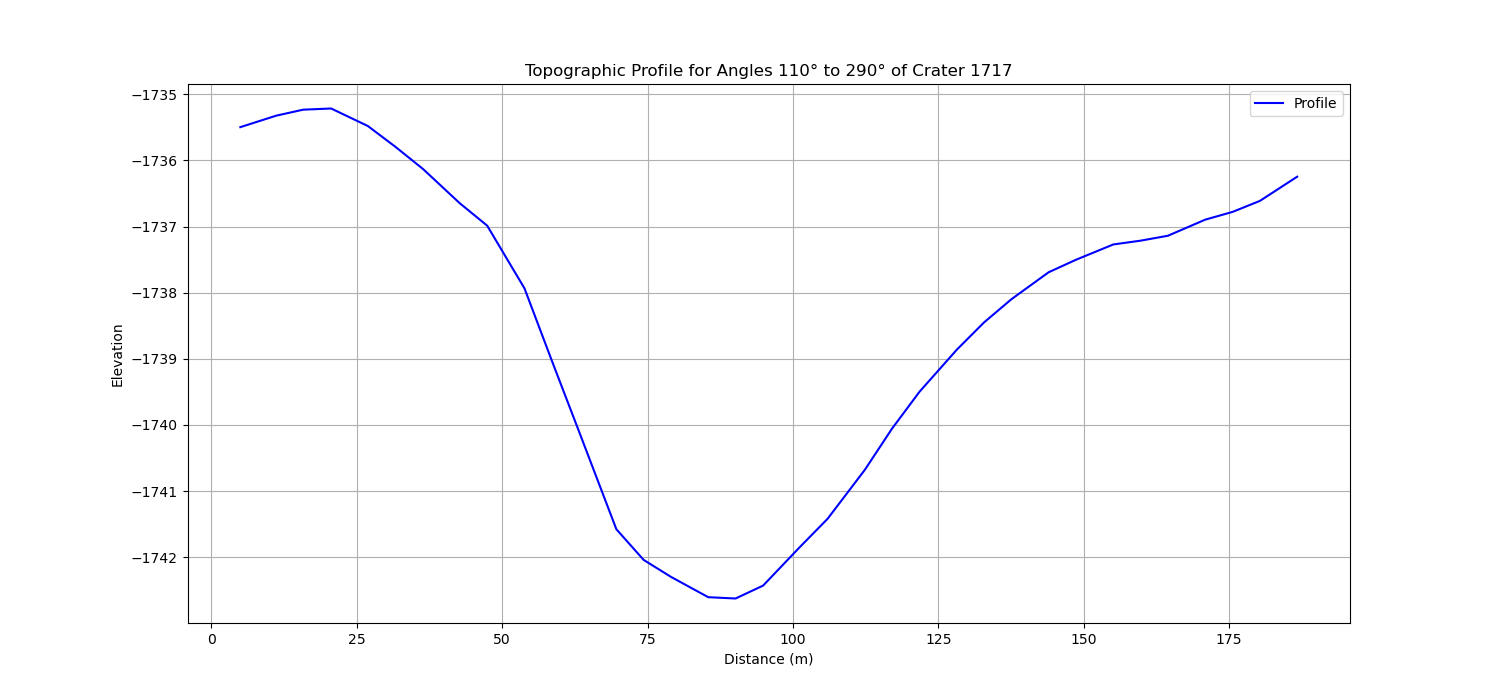 Topographic Profile for Angles 110° to 290° of Crater 1717
Profile
−1735
−1736
−1737
−1738
−1739
−1740
−1741
−1742
Elevation
0 25 50 75 100 125 150 175
Distance (m)